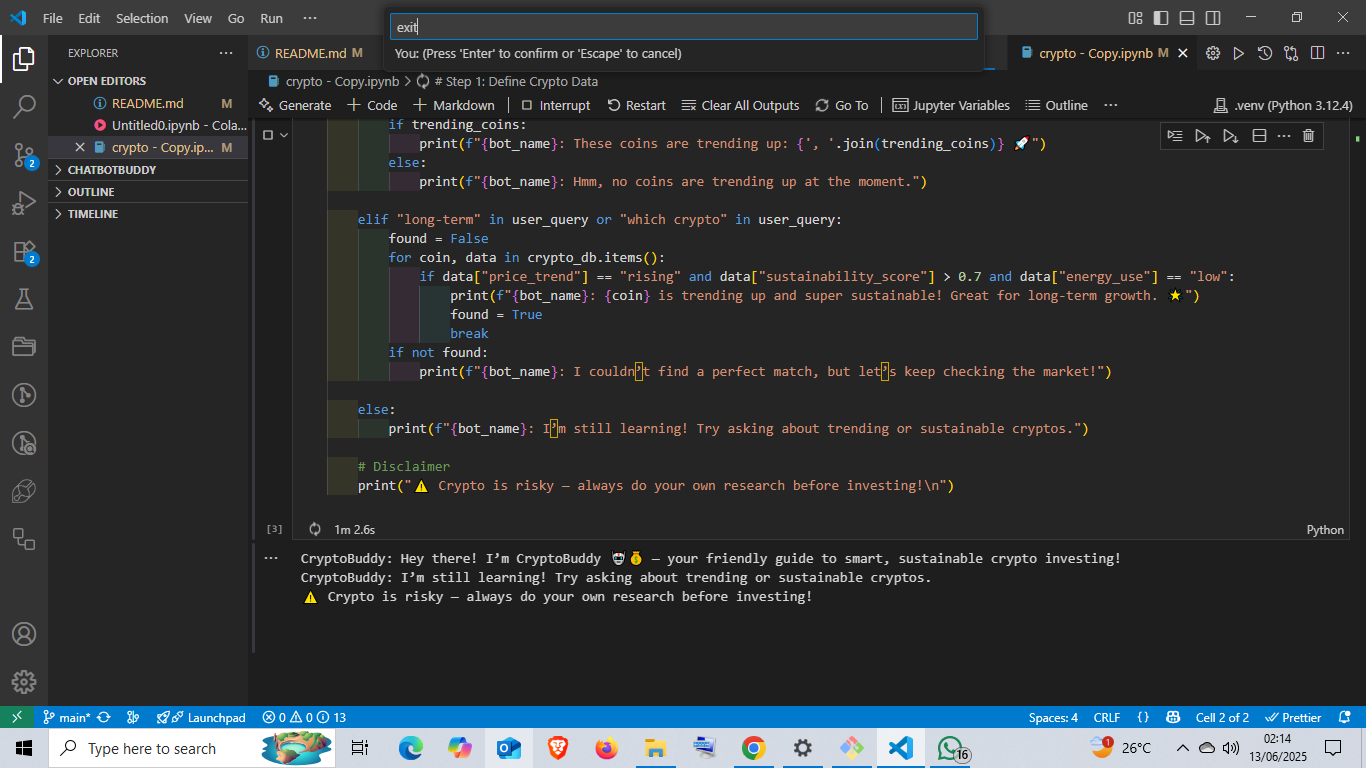 File Edit Selection View Go Run ···
exit
You: (Press 'Enter' to confirm or 'Escape' to cancel)
EXPLORER ···
README.md M
crypto - Copy.ipynb M
OPEN EDITORS
crypto - Copy.ipynb > # Step 1: Define Crypto Data
README.md M
Generate + Code + Markdown Interrupt Restart Clear All Outputs Go To Jupyter Variables Outline ··· .venv (Python 3.12.4)
Untitled0.ipynb - Cola...
crypto - Copy.ip... M
CHATBOTBUDDY
OUTLINE
TIMELINE
2
2
if trending_coins:
print(f"{bot_name}: These coins are trending up: {', '.join(trending_coins)} 🚀")
else:
print(f"{bot_name}: Hmm, no coins are trending up at the moment.")
elif "long-term" in user_query or "which crypto" in user_query:
found = False
for coin, data in crypto_db.items():
if data["price_trend"] == "rising" and data["sustainability_score"] > 0.7 and data["energy_use"] == "low":
print(f"{bot_name}: {coin} is trending up and super sustainable! Great for long-term growth. 🌟")
found = True
break
if not found:
print(f"{bot_name}: I couldn’t find a perfect match, but let’s keep checking the market!")
else:
print(f"{bot_name}: I’m still learning! Try asking about trending or sustainable cryptos.")
# Disclaimer
print("⚠️ Crypto is risky — always do your own research before investing!\n")
[3] 1m 2.6s Python
··· CryptoBuddy: Hey there! I’m CryptoBuddy 🤖💰 — your friendly guide to smart, sustainable crypto investing!
CryptoBuddy: I’m still learning! Try asking about trending or sustainable cryptos.
⚠️ Crypto is risky — always do your own research before investing!
main* Launchpad 0 0 13 Spaces: 4 CRLF {} Cell 2 of 2 Prettier
Type here to search
16
1 26°C
02:14
13/06/2025